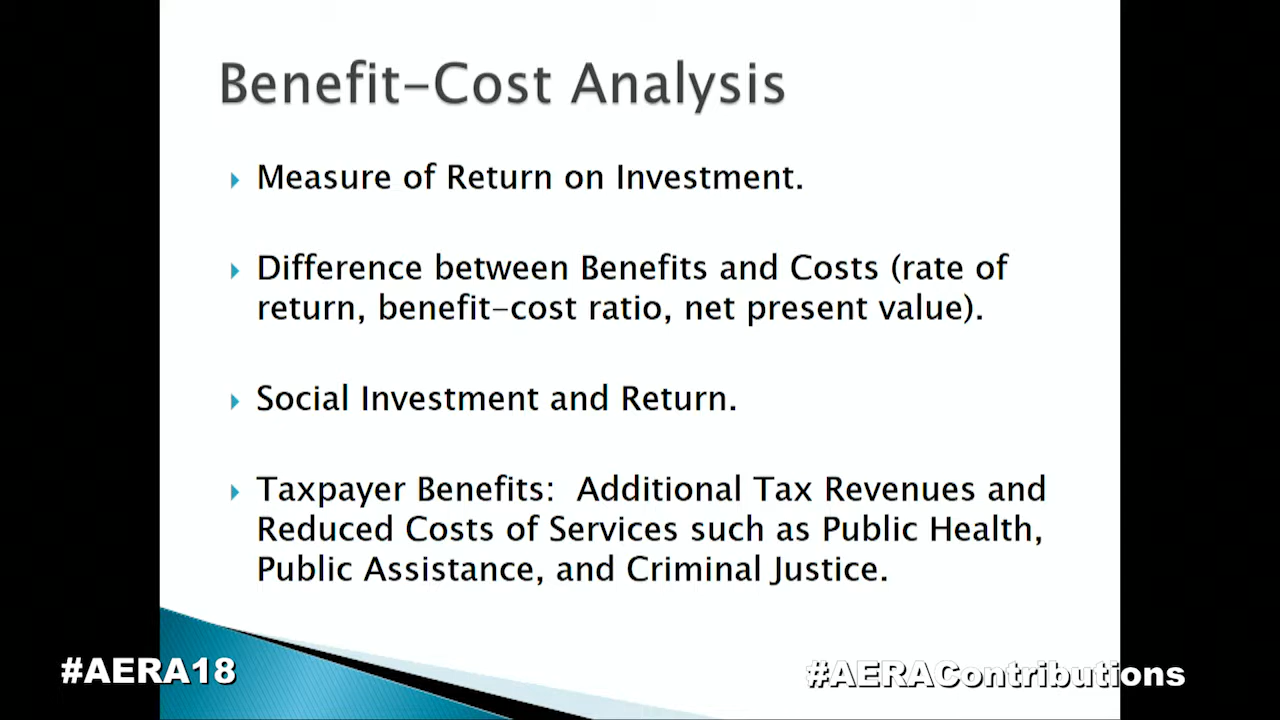 Benefit-Cost Analysis
Measure of Return on Investment.
Difference between Benefits and Costs (rate of
return, benefit-cost ratio, net present value).
Social Investment and Return.
Taxpayer Benefits:  Additional Tax Revenues and
Reduced Costs of Services such as Public Health,
Public Assistance, and Criminal Justice.
#AERA18
#AERAContributions